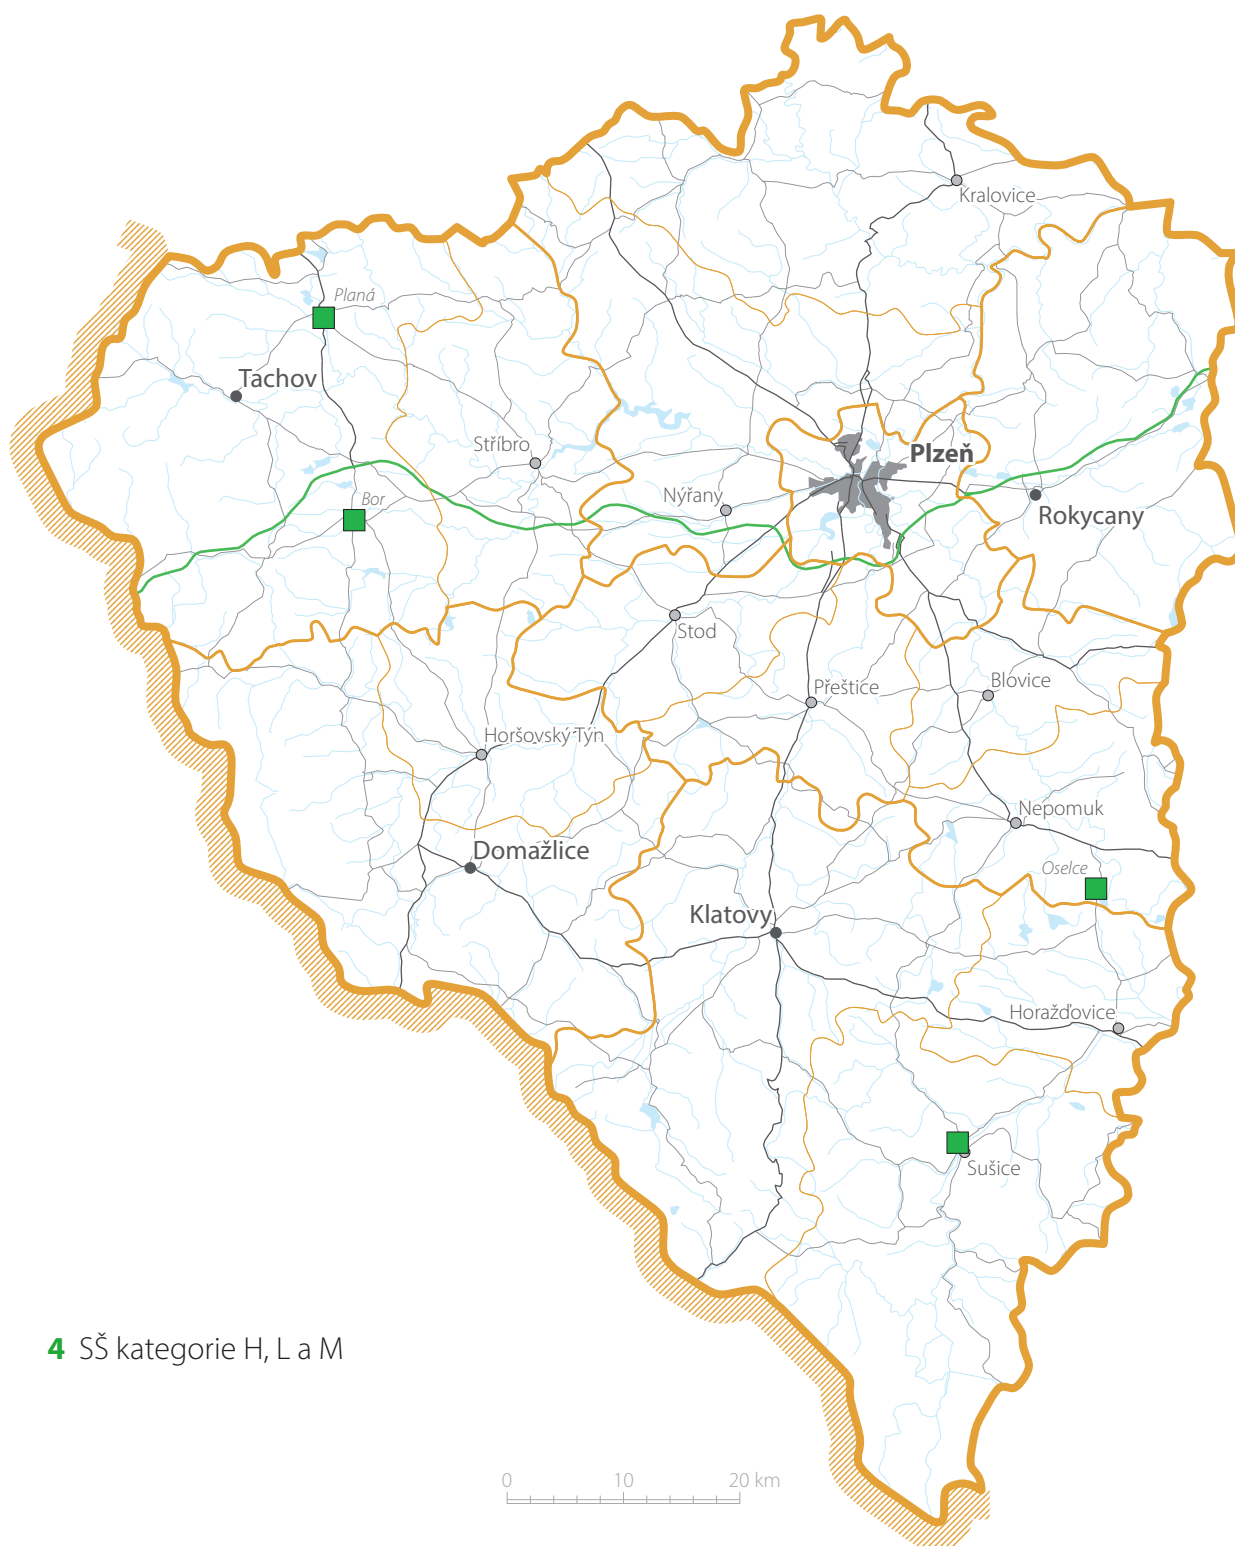 Kralovice
Planá
Tachov
Stříbro
Plzeň
Bor
Nýřany
Rokycany
Stod
Přeštice
Blovice
Horšovský Týn
Nepomuk
Domažlice
Oselce
Klatovy
Horažďovice
Sušice
4 SŠ kategorie H, L a M
0 10 20 km